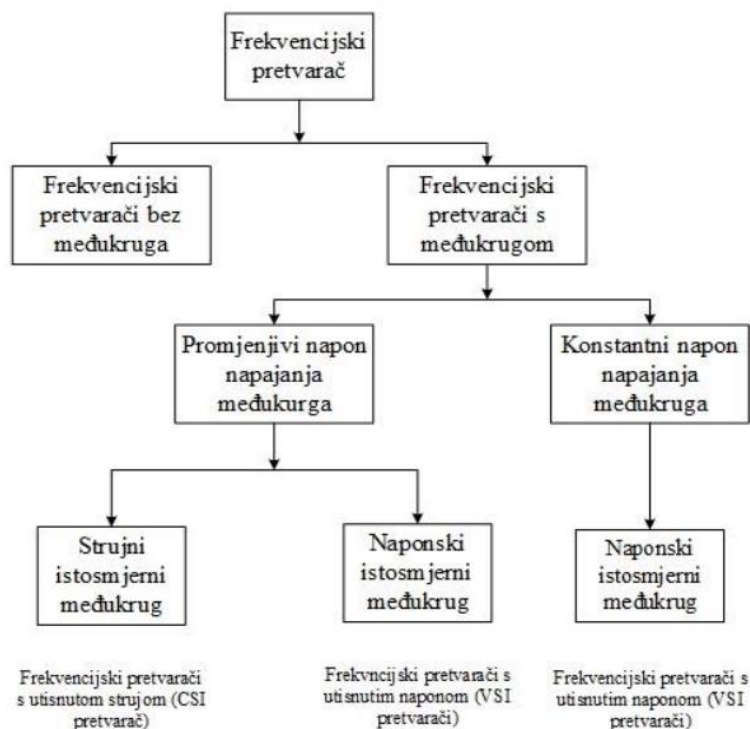 Frekvencijski
pretvarač
Frekvencijski
pretvarači bez
međukruga
Frekvencijski
pretvarači s
međukrugom
Promjenjivi napon
napajanja
međukurga
Konstantni napon
napajanja
međukruga
Strujni
istosmjerni
međukrug
Naponski
istosmjerni
međukrug
Naponski
istosmjerni
međukrug
Frekvencijski pretvarači
s utisnutom strujom (CSI
pretvarač)
Frekvncijski pretvarači s
utisnutim naponom (VSI
pretvarači)
Frekvencijski pretvarači s
utisnutim naponom (VSI
pretvarači)